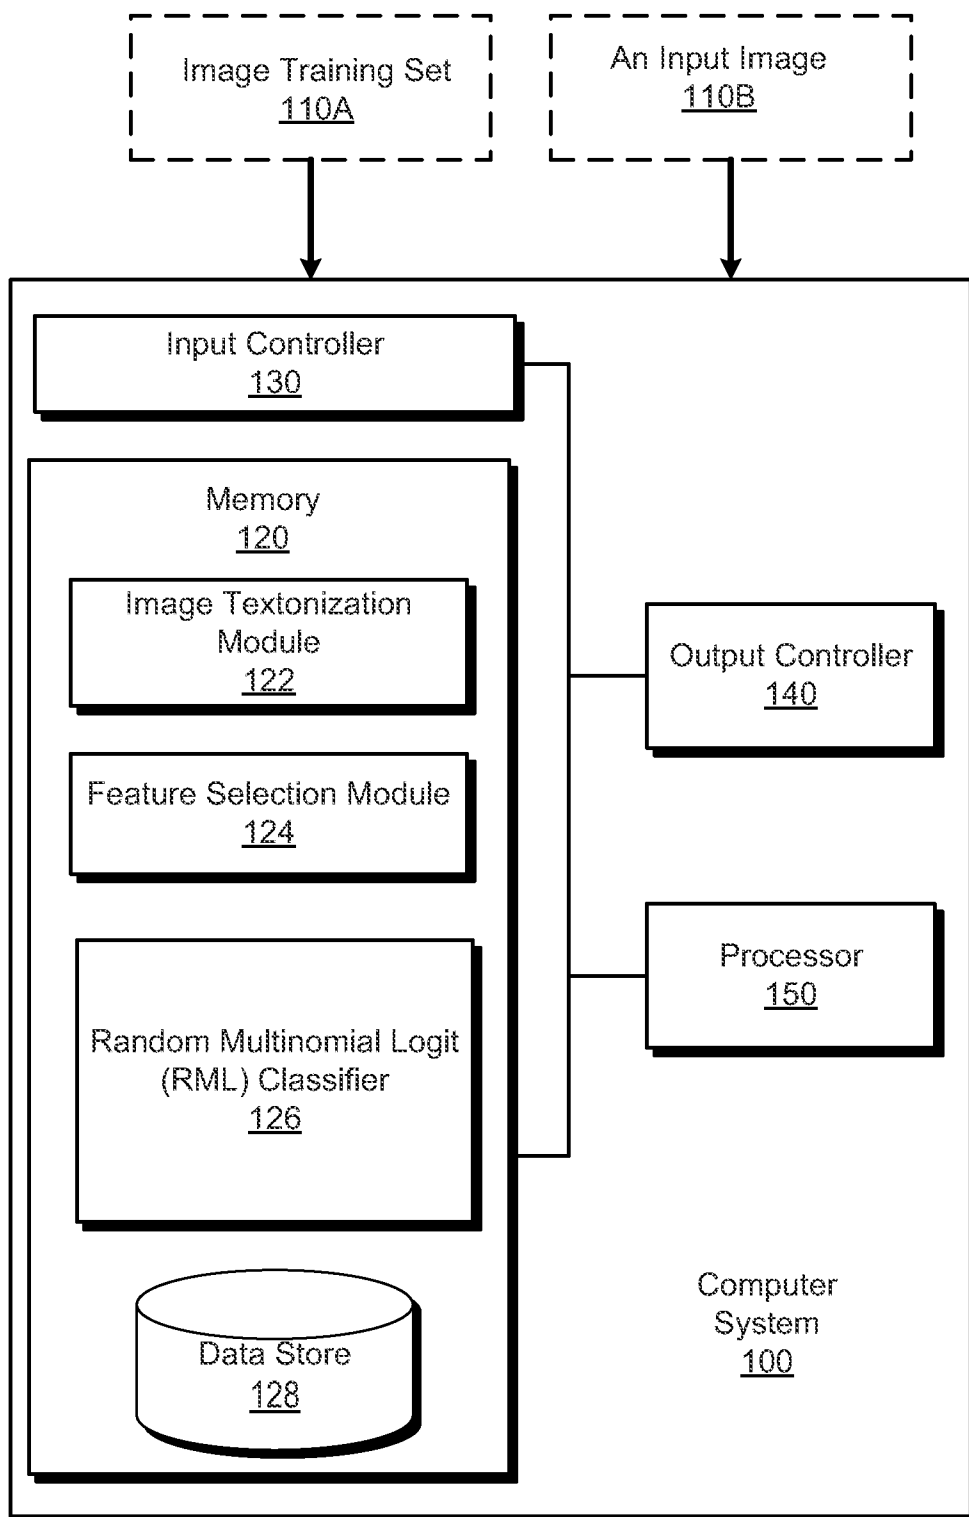 Image Training Set
110A
An Input Image
110B
Input Controller
130
Memory
120
Image Textonization
Module
122
Feature Selection Module
124
Random Multinomial Logit
(RML) Classifier
126
Data Store
128
Output Controller
140
Processor
150
Computer
System
100